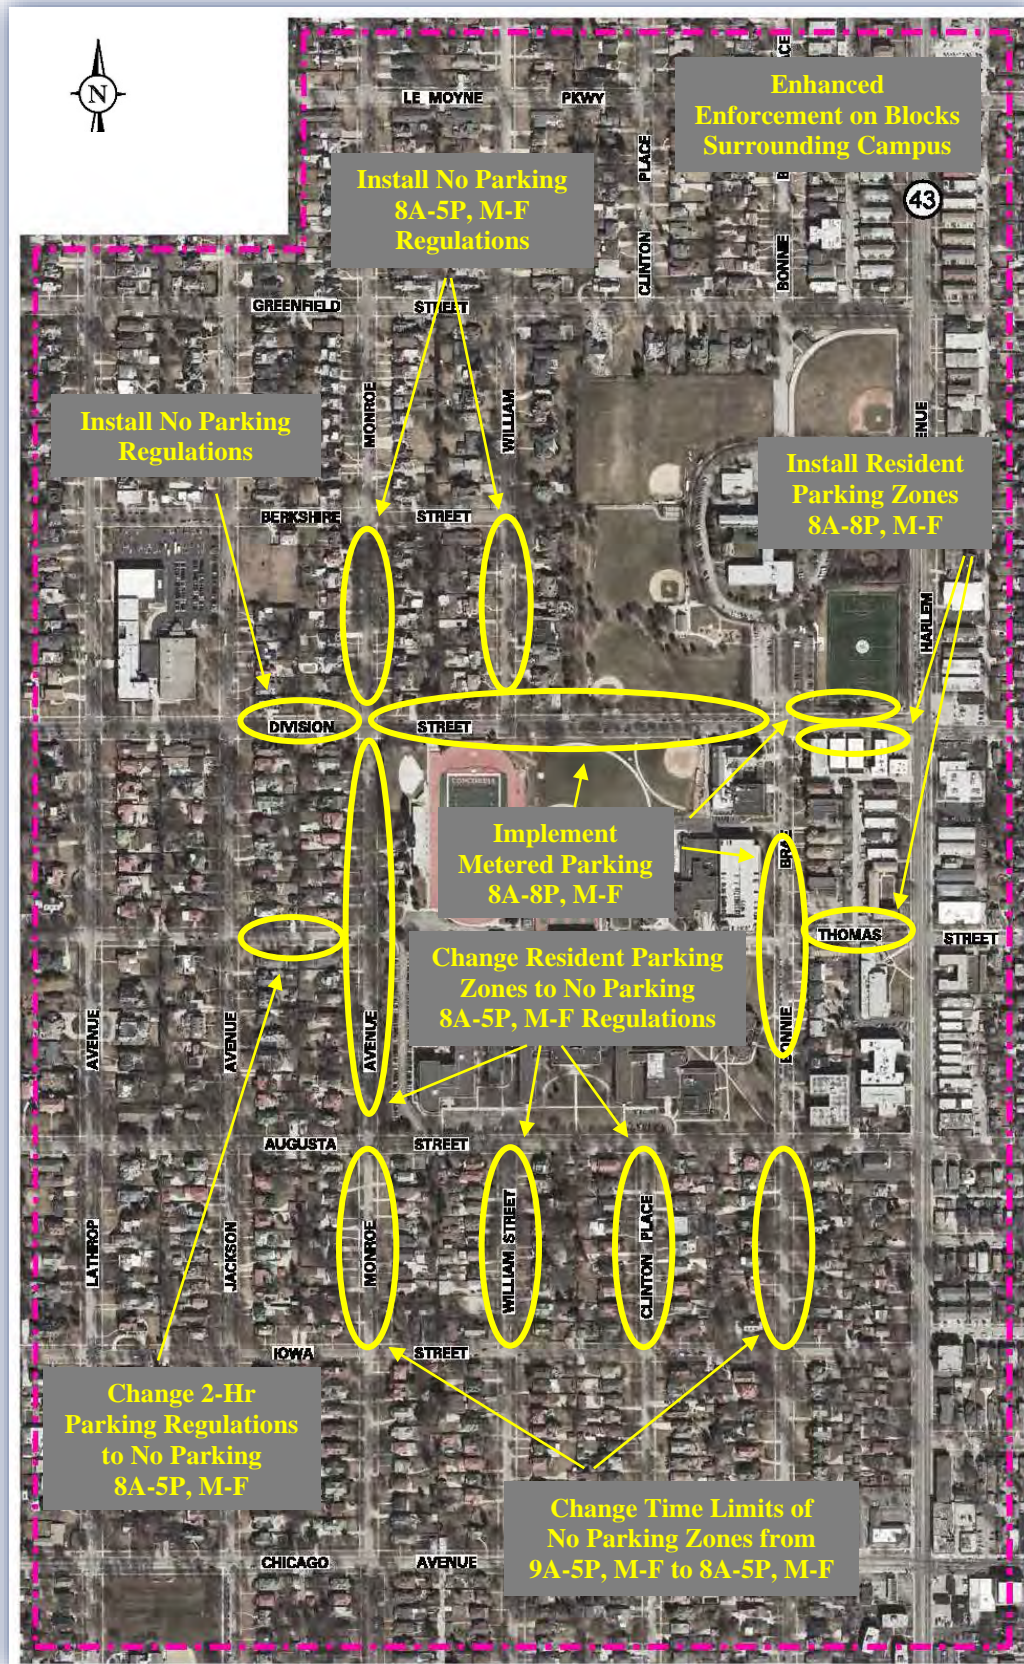 N
LE MOYNE
PKWY
Enhanced
Enforcement on Blocks
Surrounding Campus
PLACE
Install No Parking
8A-5P, M-F
Regulations
43
CLINTON
BONNIE
GREENFIELD
STREET
MONROE
WILLIAM
Install No Parking
Regulations
Install Resident
Parking Zones
8A-8P, M-F
BERKSHIRE
STREET
HARLEM
DIVISION
STREET
CONCORDIA
Implement
Metered Parking
8A-8P, M-F
BRAE
THOMAS
STREET
Change Resident Parking
Zones to No Parking
8A-5P, M-F Regulations
AVENUE
AVENUE
AVENUE
BONNIE
AUGUSTA
STREET
LATHROP
JACKSON
MONROE
WILLIAM STREET
CLINTON PLACE
IOWA
STREET
Change 2-Hr
Parking Regulations
to No Parking
8A-5P, M-F
Change Time Limits of
No Parking Zones from
9A-5P, M-F to 8A-5P, M-F
CHICAGO
AVENUE